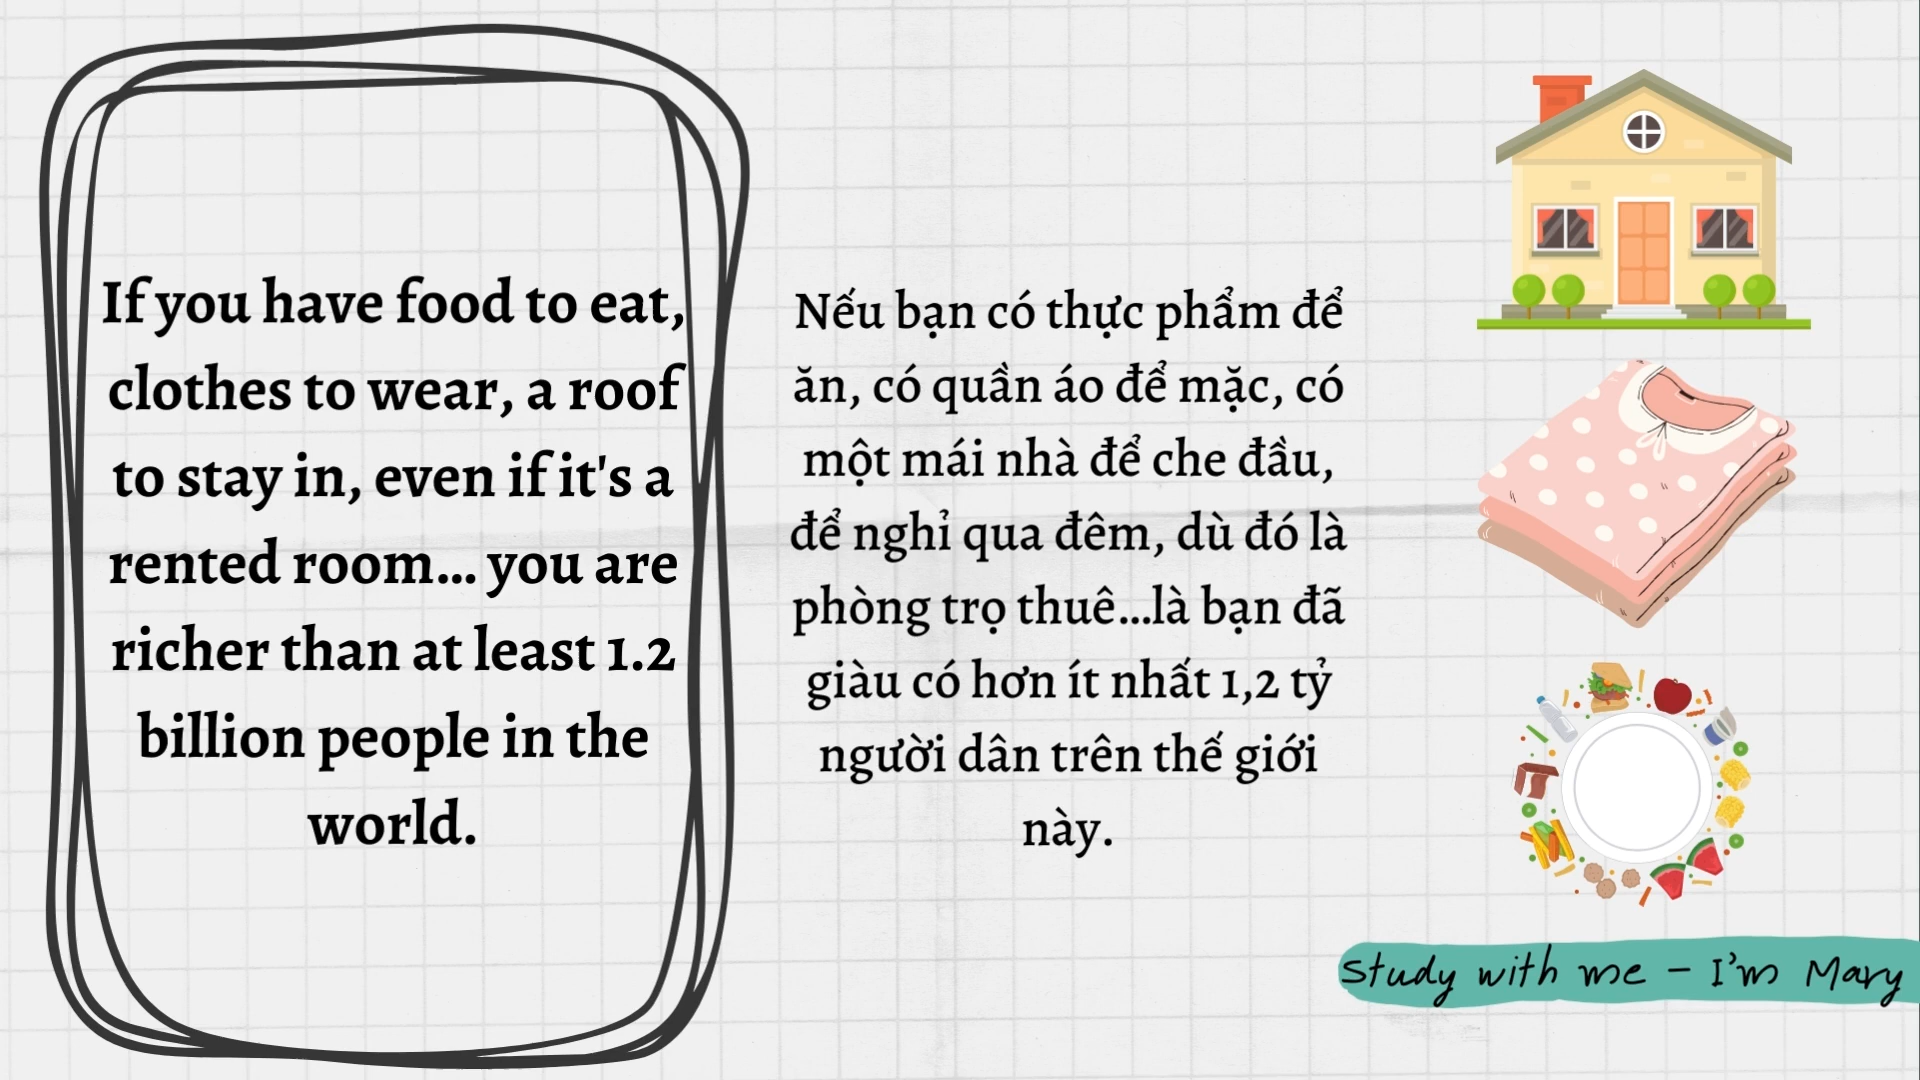 If you have food to eat,
clothes to wear, a roof
to stay in, even if it's a
rented room... you are
richer than at least 1.2
billion people in the
world.
Nếu bạn có thực phẩm để
ăn, có quần áo để mặc, có
một mái nhà để che đầu,
để nghỉ qua đêm, dù đó là
phòng trọ thuê...là bạn đã
giàu có hơn ít nhất 1,2 tỷ
người dân trên thế giới
này.
Study with me - I'm Mary